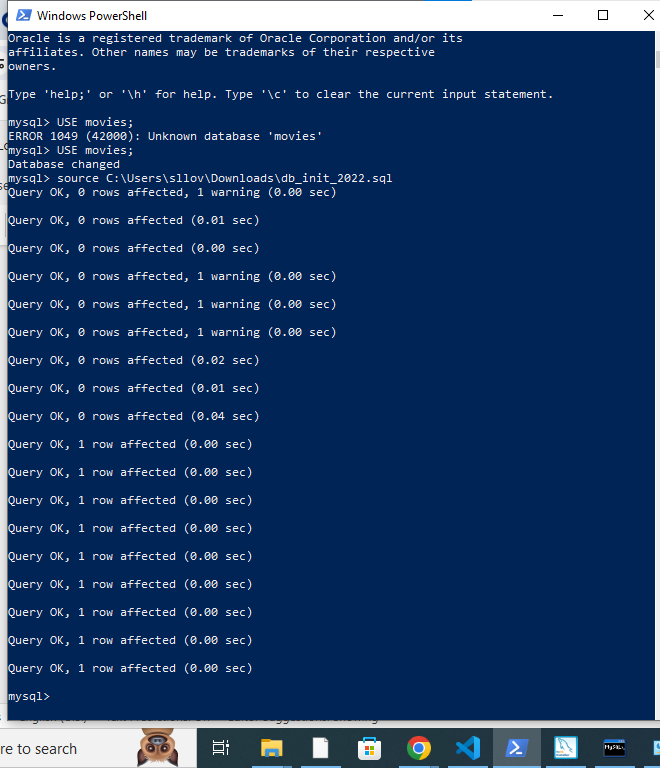 Windows PowerShell
Oracle is a registered trademark of Oracle Corporation and/or its
affiliates. Other names may be trademarks of their respective
owners.
Type 'help;' or '\h' for help. Type '\c' to clear the current input statement.
mysql> USE movies;
ERROR 1049 (42000): Unknown database 'movies'
mysql> USE movies;
Database changed
mysql> source C:\Users\sllov\Downloads\db_init_2022.sql
Query OK, 0 rows affected, 1 warning (0.00 sec)
Query OK, 0 rows affected (0.01 sec)
Query OK, 0 rows affected (0.00 sec)
Query OK, 0 rows affected, 1 warning (0.00 sec)
Query OK, 0 rows affected, 1 warning (0.00 sec)
Query OK, 0 rows affected, 1 warning (0.00 sec)
Query OK, 0 rows affected (0.02 sec)
Query OK, 0 rows affected (0.01 sec)
Query OK, 0 rows affected (0.04 sec)
Query OK, 1 row affected (0.00 sec)
Query OK, 1 row affected (0.00 sec)
Query OK, 1 row affected (0.00 sec)
Query OK, 1 row affected (0.00 sec)
Query OK, 1 row affected (0.00 sec)
Query OK, 1 row affected (0.00 sec)
Query OK, 1 row affected (0.00 sec)
Query OK, 1 row affected (0.00 sec)
Query OK, 1 row affected (0.00 sec)
mysql>
re to search
MySQL